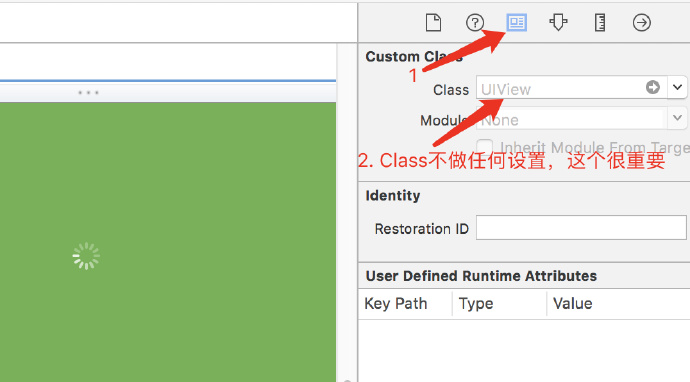 Custom Class
1
Class UIView
Module None
Inherit Module From Targe
2. Class不做任何设置，这个很重要
Identity
Restoration ID
User Defined Runtime Attributes
Key Path Type Value